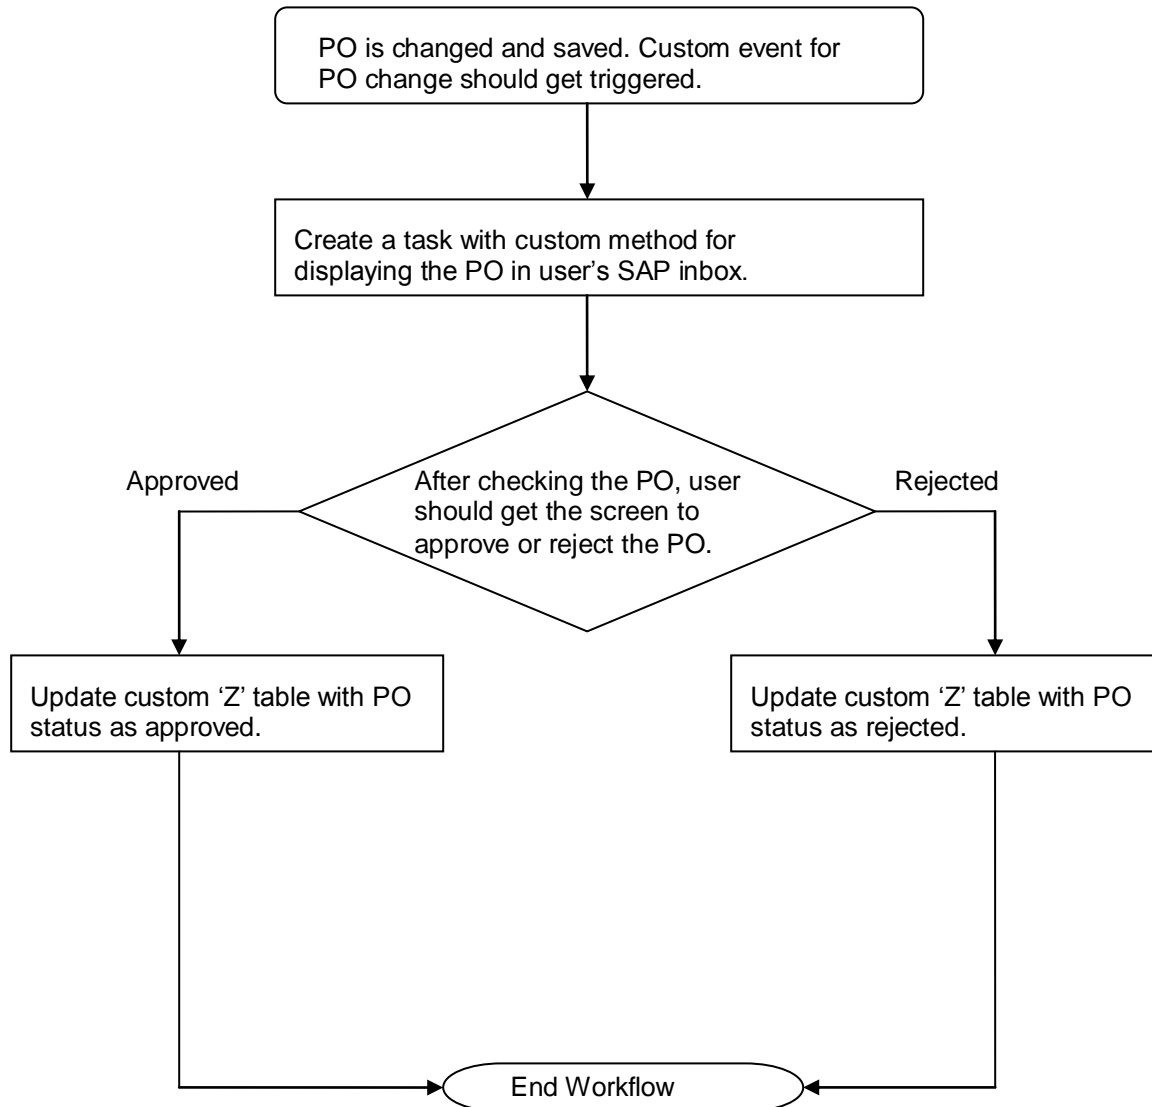 PO is changed and saved. Custom event for
PO change should get triggered.
Create a task with custom method for
displaying the PO in user’s SAP inbox.
Approved
After checking the PO, user
should get the screen to
approve or reject the PO.
Rejected
Update custom ‘Z’ table with PO
status as approved.
Update custom ‘Z’ table with PO
status as rejected.
End Workflow